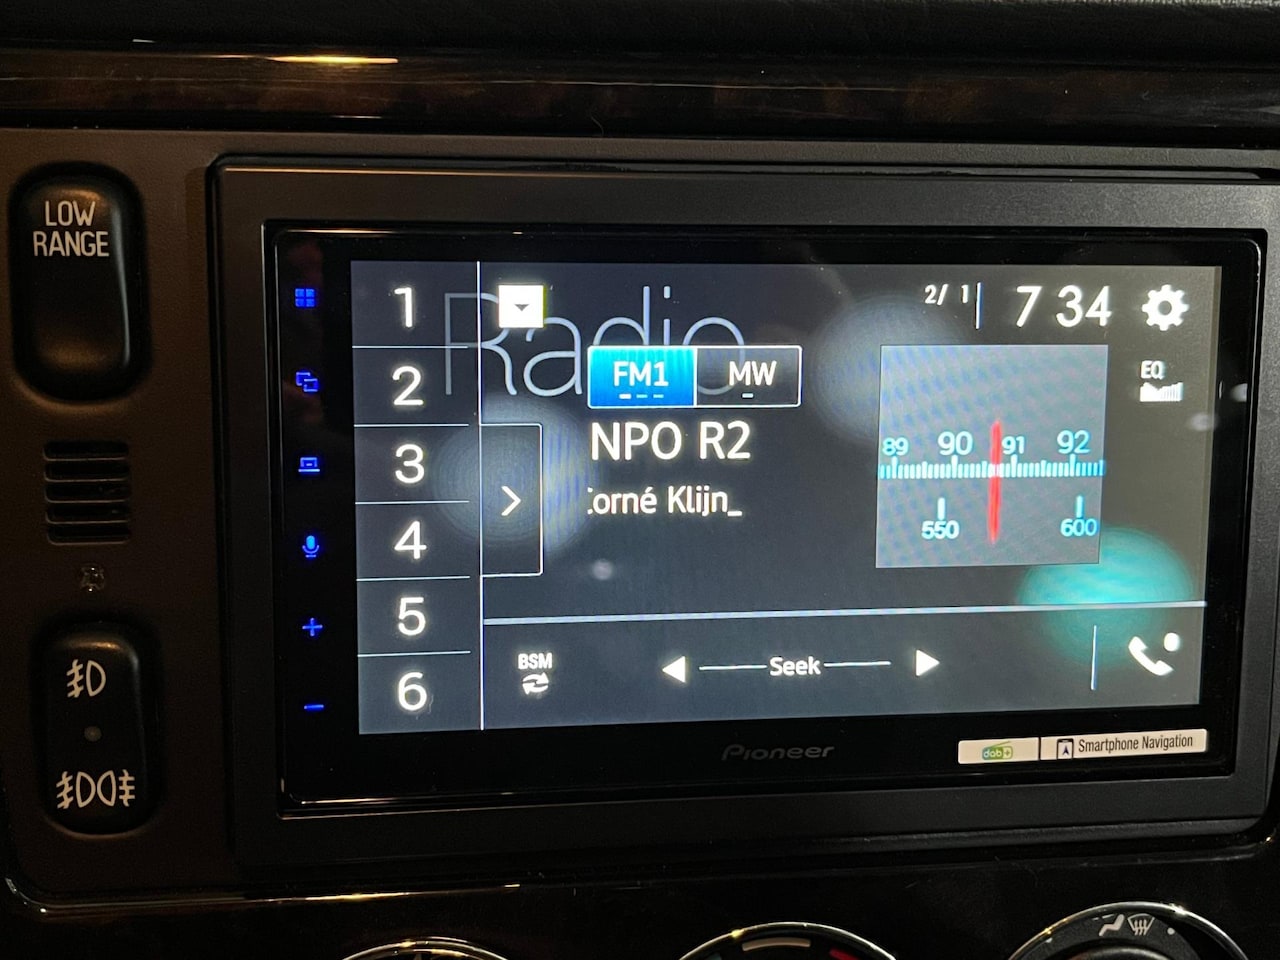 LOW
RANGE
1
2
3
4
5
6
Radio
2/ 1
7 34
FM1
MW
EQ
NPO R2
Corné Klijn_
89 90 91 92
550 600
BSM
Seek
Pioneer
dab+
Smartphone Navigation